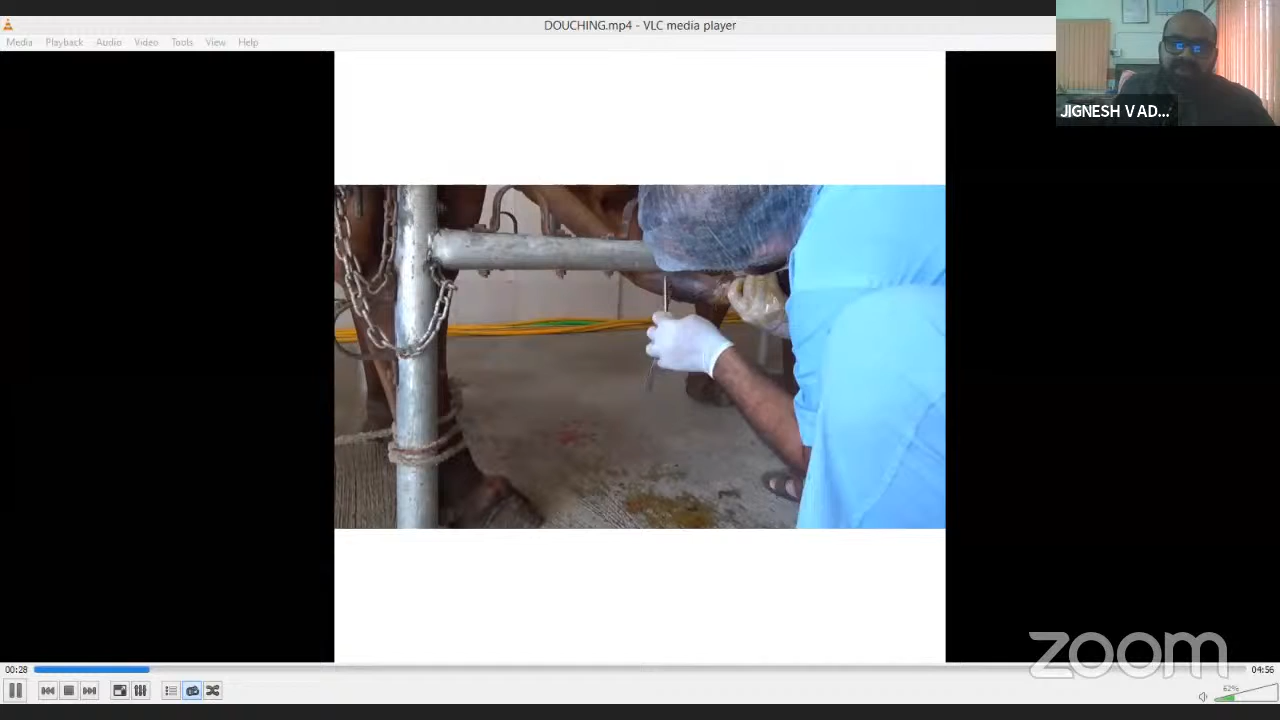 DOUCHING.mp4 - VLC media player
Media Playback Audio Video Tools View Help
JIGNESH V AD...
00:28
04:56
zoom
62%